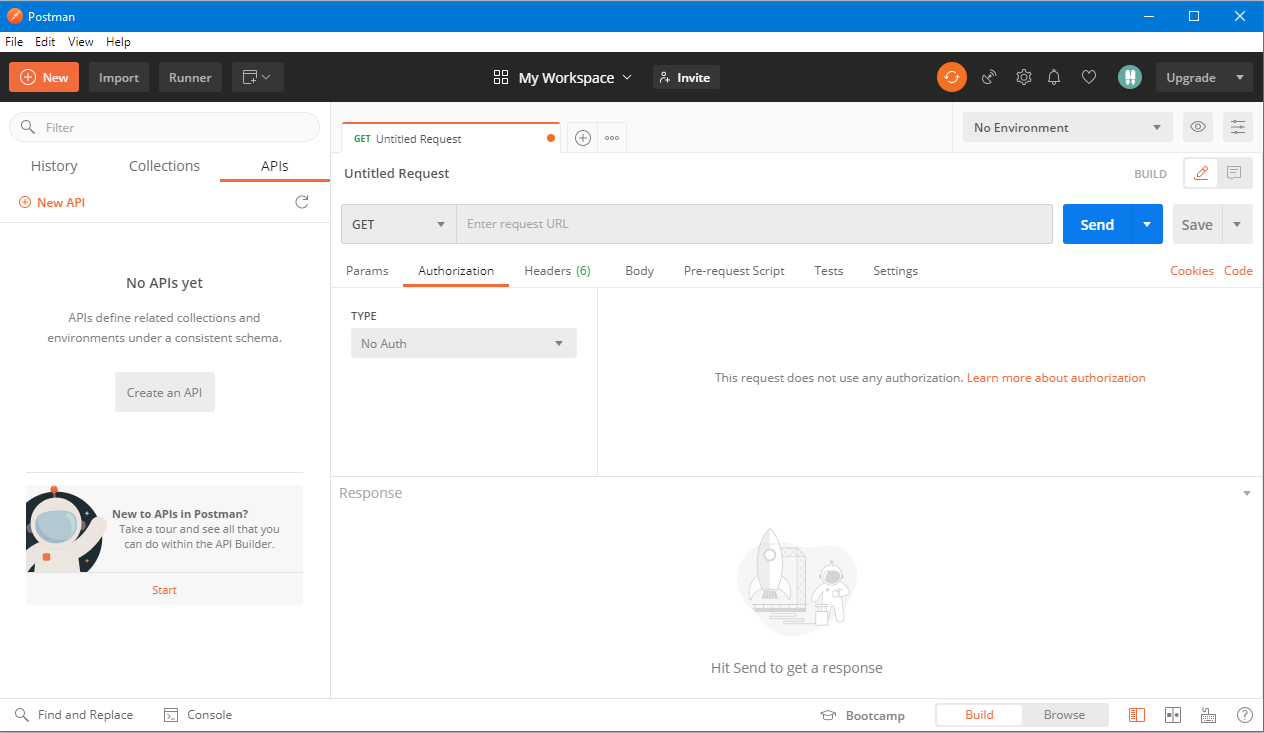 Postman
File Edit View Help
New Import Runner My Workspace Invite Upgrade
Filter
History Collections APIs
New API
No APIs yet
APIs define related collections and
environments under a consistent schema.
Create an API
New to APIs in Postman?
Take a tour and see all that you
can do within the API Builder.
Start
GET Untitled Request
No Environment
Untitled Request BUILD
GET Enter request URL Send Save
Params Authorization Headers (6) Body Pre-request Script Tests Settings Cookies Code
TYPE
No Auth
This request does not use any authorization. Learn more about authorization
Response
Hit Send to get a response
Find and Replace Console Bootcamp Build Browse